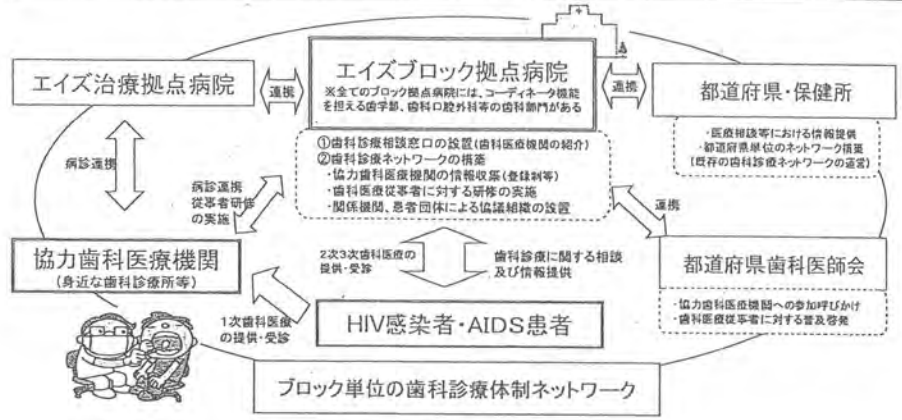 エイズ治療拠点病院
連携
エイズブロック拠点病院
※全てのブロック拠点病院には、コーディネータ機能
を担える歯学部、歯科口腔外科等の歯科部門がある
連携
都道府県・保健所
・医療相談等における情報提供
・都道府県単位のネットワーク構築
(既存の歯科診療ネットワークの運営)
①歯科診療相談窓口の設置(歯科医療機関の紹介)
②歯科診療ネットワークの構築
・協力歯科医療機関の情報収集(登録制等)
・歯科医療従事者に対する研修の実施
・関係機関、患者団体による協議組織の設置
病診連携
病診連携
従事者研修
の実施
連携
協力歯科医療機関
(身近な歯科診療所等)
2次3次歯科医療の
提供・受診
歯科診療に関する相談
及び情報提供
都道府県歯科医師会
・協力歯科医療機関への参加呼びかけ
・歯科医療従事者に対する普及啓発
1次歯科医療
の提供・受診
HIV感染者・AIDS患者
ブロック単位の歯科診療体制ネットワーク